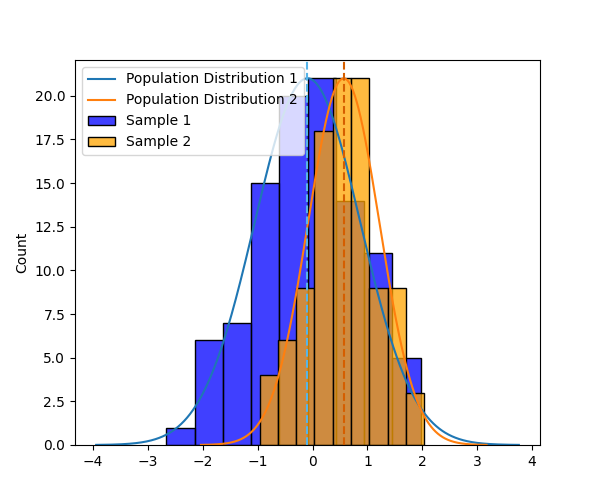 Population Distribution 1
Population Distribution 2
Sample 1
Sample 2
Count
20.0
17.5
15.0
12.5
10.0
7.5
5.0
2.5
0.0
−4 −3 −2 −1 0 1 2 3 4